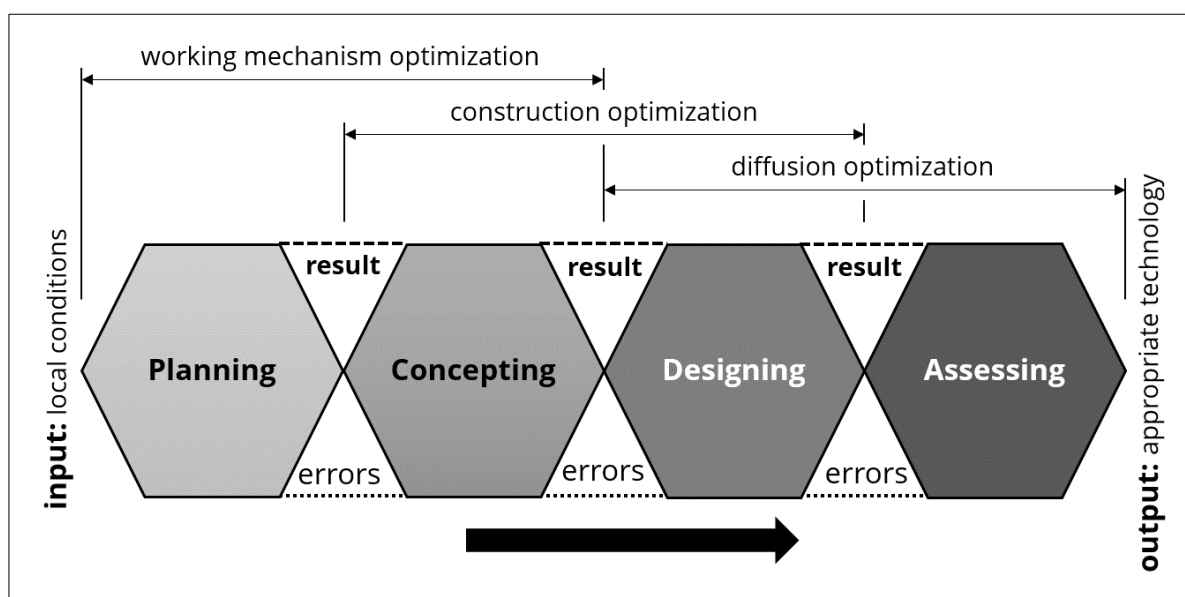 working mechanism optimization
construction optimization
diffusion optimization
input: local conditions
result
result
result
Planning
Concepting
Designing
Assessing
errors
errors
errors
output: appropriate technology